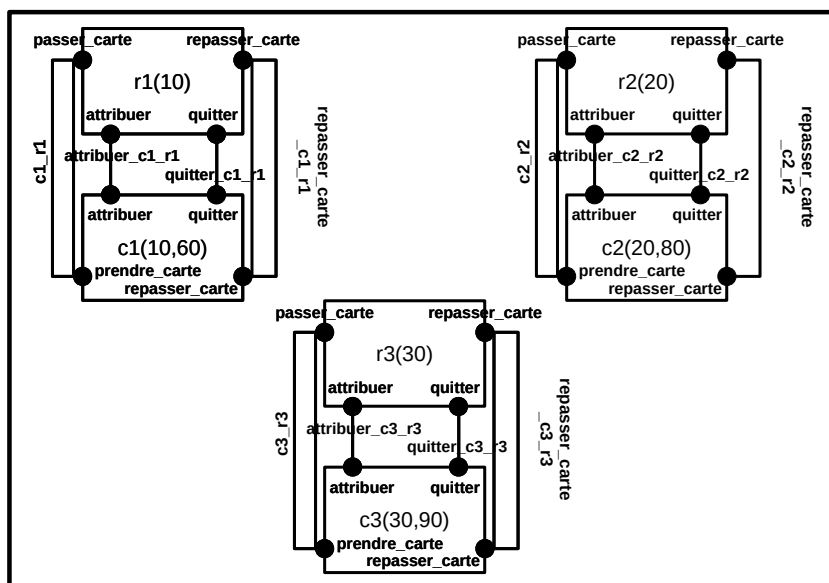 passer_carte repasser_carte
r1(10)
attribuer quitter
attribuer_c1_r1
quitter_c1_r1
attribuer quitter
c1(10,60)
prendre_carte
repasser_carte
c1_r1
repasser_carte
_c1_r1
passer_carte repasser_carte
r2(20)
attribuer quitter
attribuer_c2_r2
quitter_c2_r2
attribuer quitter
c2(20,80)
prendre_carte
repasser_carte
c2_r2
repasser_carte
_c2_r2
passer_carte repasser_carte
r3(30)
attribuer quitter
attribuer_c3_r3
quitter_c3_r3
attribuer quitter
c3(30,90)
prendre_carte
repasser_carte
c3_r3
repasser_carte
_c3_r3